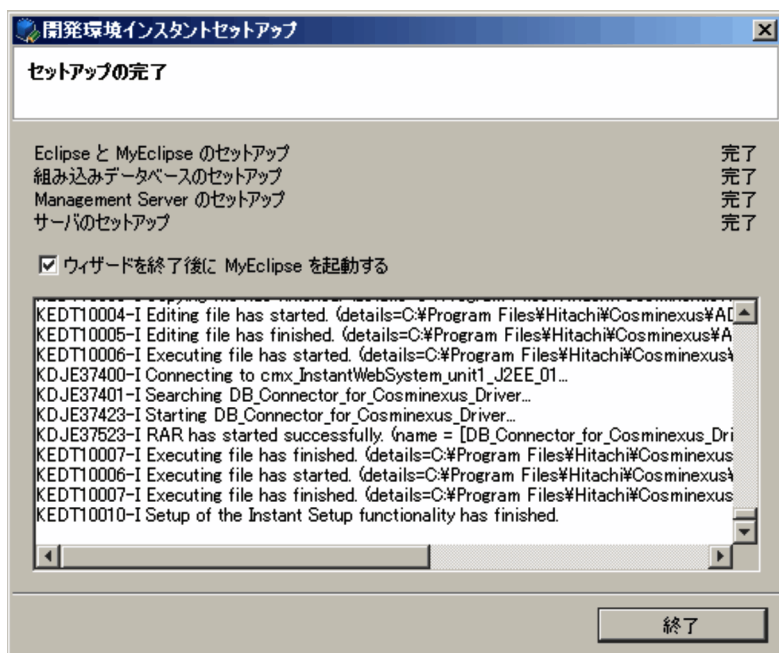 開発環境インスタントセットアップ
セットアップの完了
Eclipse と MyEclipse のセットアップ 完了
組み込みデータベースのセットアップ 完了
Management Server のセットアップ 完了
サーバのセットアップ 完了
ウィザードを終了後に MyEclipse を起動する
KEDT10004-I Editing file has started. (details=C:¥Program Files¥Hitachi¥Cosminexus¥AD
KEDT10005-I Editing file has finished. (details=C:¥Program Files¥Hitachi¥Cosminexus¥A
KEDT10006-I Executing file has started. (details=C:¥Program Files¥Hitachi¥Cosminexus¥
KDJE37400-I Connecting to cmx_InstantWebSystem_unit1_J2EE_01...
KDJE37401-I Searching DB_Connector_for_Cosminexus_Driver...
KDJE37423-I Starting DB_Connector_for_Cosminexus_Driver...
KDJE37523-I RAR has started successfully. (name = [DB_Connector_for_Cosminexus_Dri
KEDT10007-I Executing file has finished. (details=C:¥Program Files¥Hitachi¥Cosminexus
KEDT10006-I Executing file has started. (details=C:¥Program Files¥Hitachi¥Cosminexus¥
KEDT10007-I Executing file has finished. (details=C:¥Program Files¥Hitachi¥Cosminexus
KEDT10010-I Setup of the Instant Setup functionality has finished.
終了